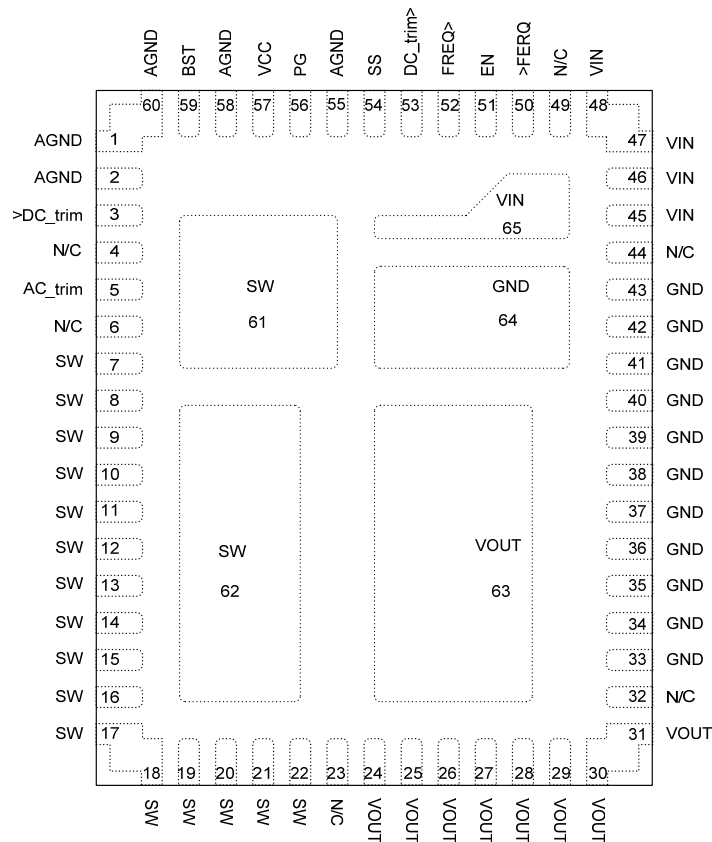 AGND BST AGND VCC PG AGND SS DC_trim> FREQ> EN >FERQ N/C VIN
60 59 58 57 56 55 54 53 52 51 50 49 48
AGND 1 47 VIN
AGND 2 46 VIN
>DC_trim 3 45 VIN
N/C 4 44 N/C
AC_trim 5 43 GND
N/C 6 42 GND
SW 7 41 GND
SW 8 40 GND
SW 9 39 GND
SW 10 38 GND
SW 11 37 GND
SW 12 36 GND
SW 13 35 GND
SW 14 34 GND
SW 15 33 GND
SW 16 32 N/C
SW 17 31 VOUT
VIN
65
SW
61
GND
64
SW
62
VOUT
63
18 19 20 21 22 23 24 25 26 27 28 29 30
SW SW SW SW SW N/C VOUT VOUT VOUT VOUT VOUT VOUT VOUT